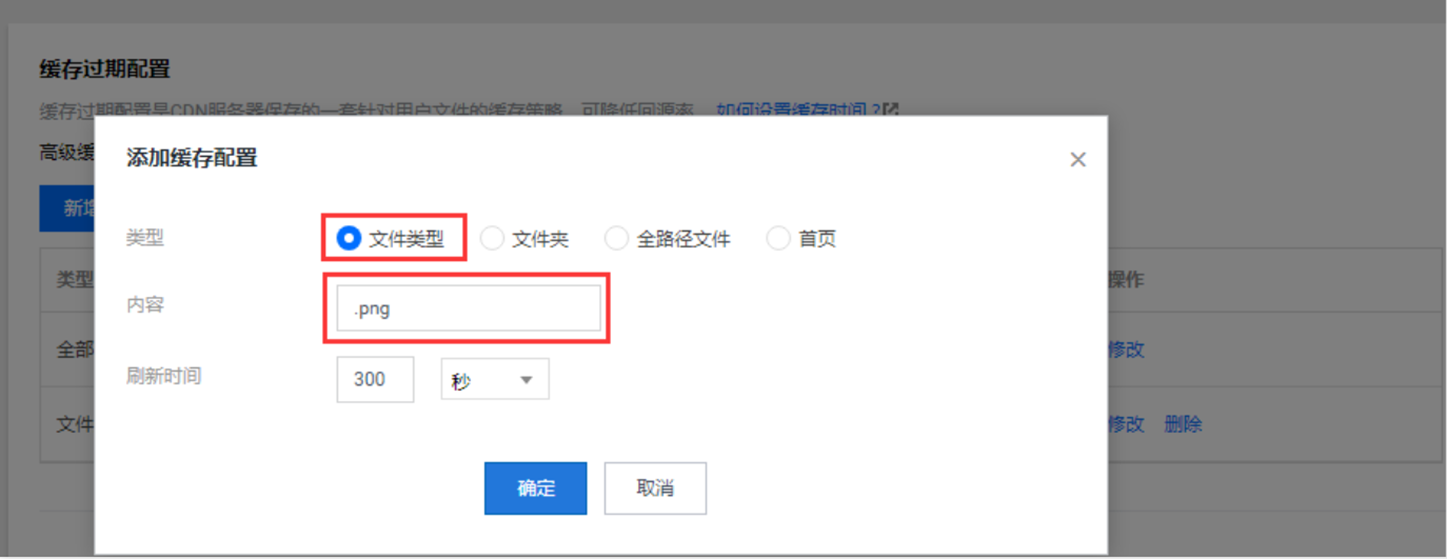 缓存过期配置
缓存过期配置是CDN服务器保存的一套针对用户文件的缓存策略，可降低回源率。 如何设置缓存时间？
高级缓
添加缓存配置
新增
类型 文件类型 文件夹 全路径文件 首页
类型 操作
内容 .png
全部 修改
刷新时间 300 秒
文件 修改 删除
确定 取消